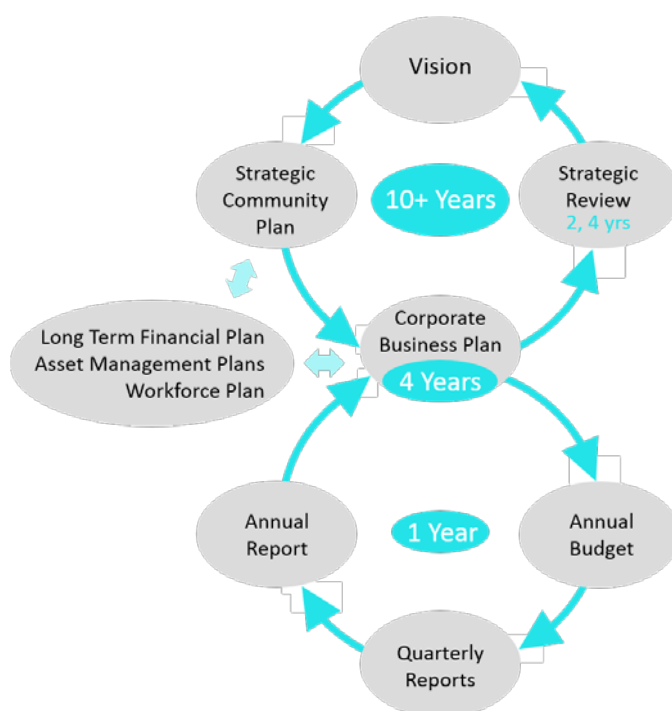 Vision
Strategic
Community
Plan
10+ Years
Strategic
Review
2, 4 yrs
Long Term Financial Plan
Asset Management Plans
Workforce Plan
Corporate
Business Plan
4 Years
Annual
Report
1 Year
Annual
Budget
Quarterly
Reports